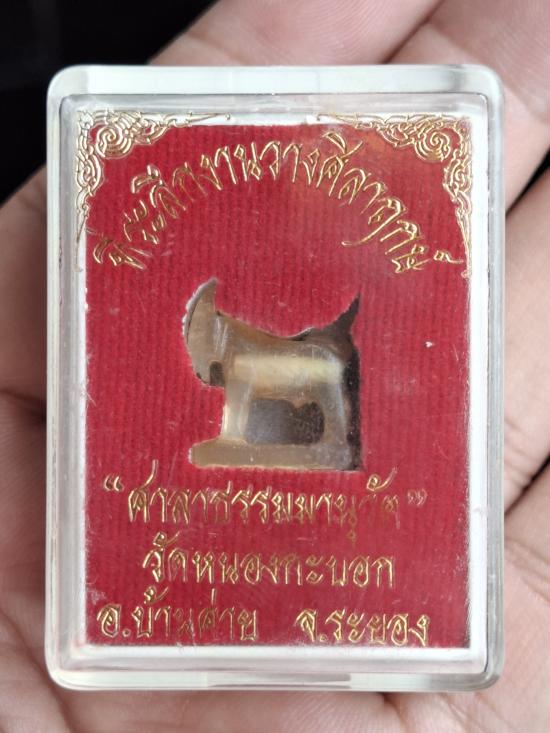 ที่ระลึกงานวางศิลาฤกษ์
“ศาลาธรรมมานุวัต”
วัดหนองกะบอก
อ.บ้านค่าย จ.ระยอง